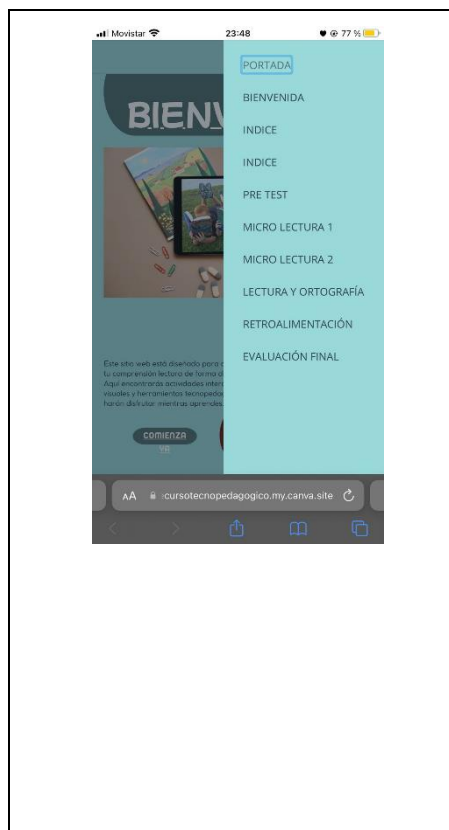 Movistar 23:48 77 %
PORTADA
BIENVENIDA
INDICE
INDICE
PRE TEST
MICRO LECTURA 1
MICRO LECTURA 2
LECTURA Y ORTOGRAFÍA
RETROALIMENTACIÓN
EVALUACIÓN FINAL
BIENV
Este sitio web está diseñado para
tu comprensión lectora de forma
Aquí encontrarás actividades
visuales y herramientas
harán disfrutar mientras aprendes
COMIENZA
YA
AA cursotecnopedagogico.my.canva.site